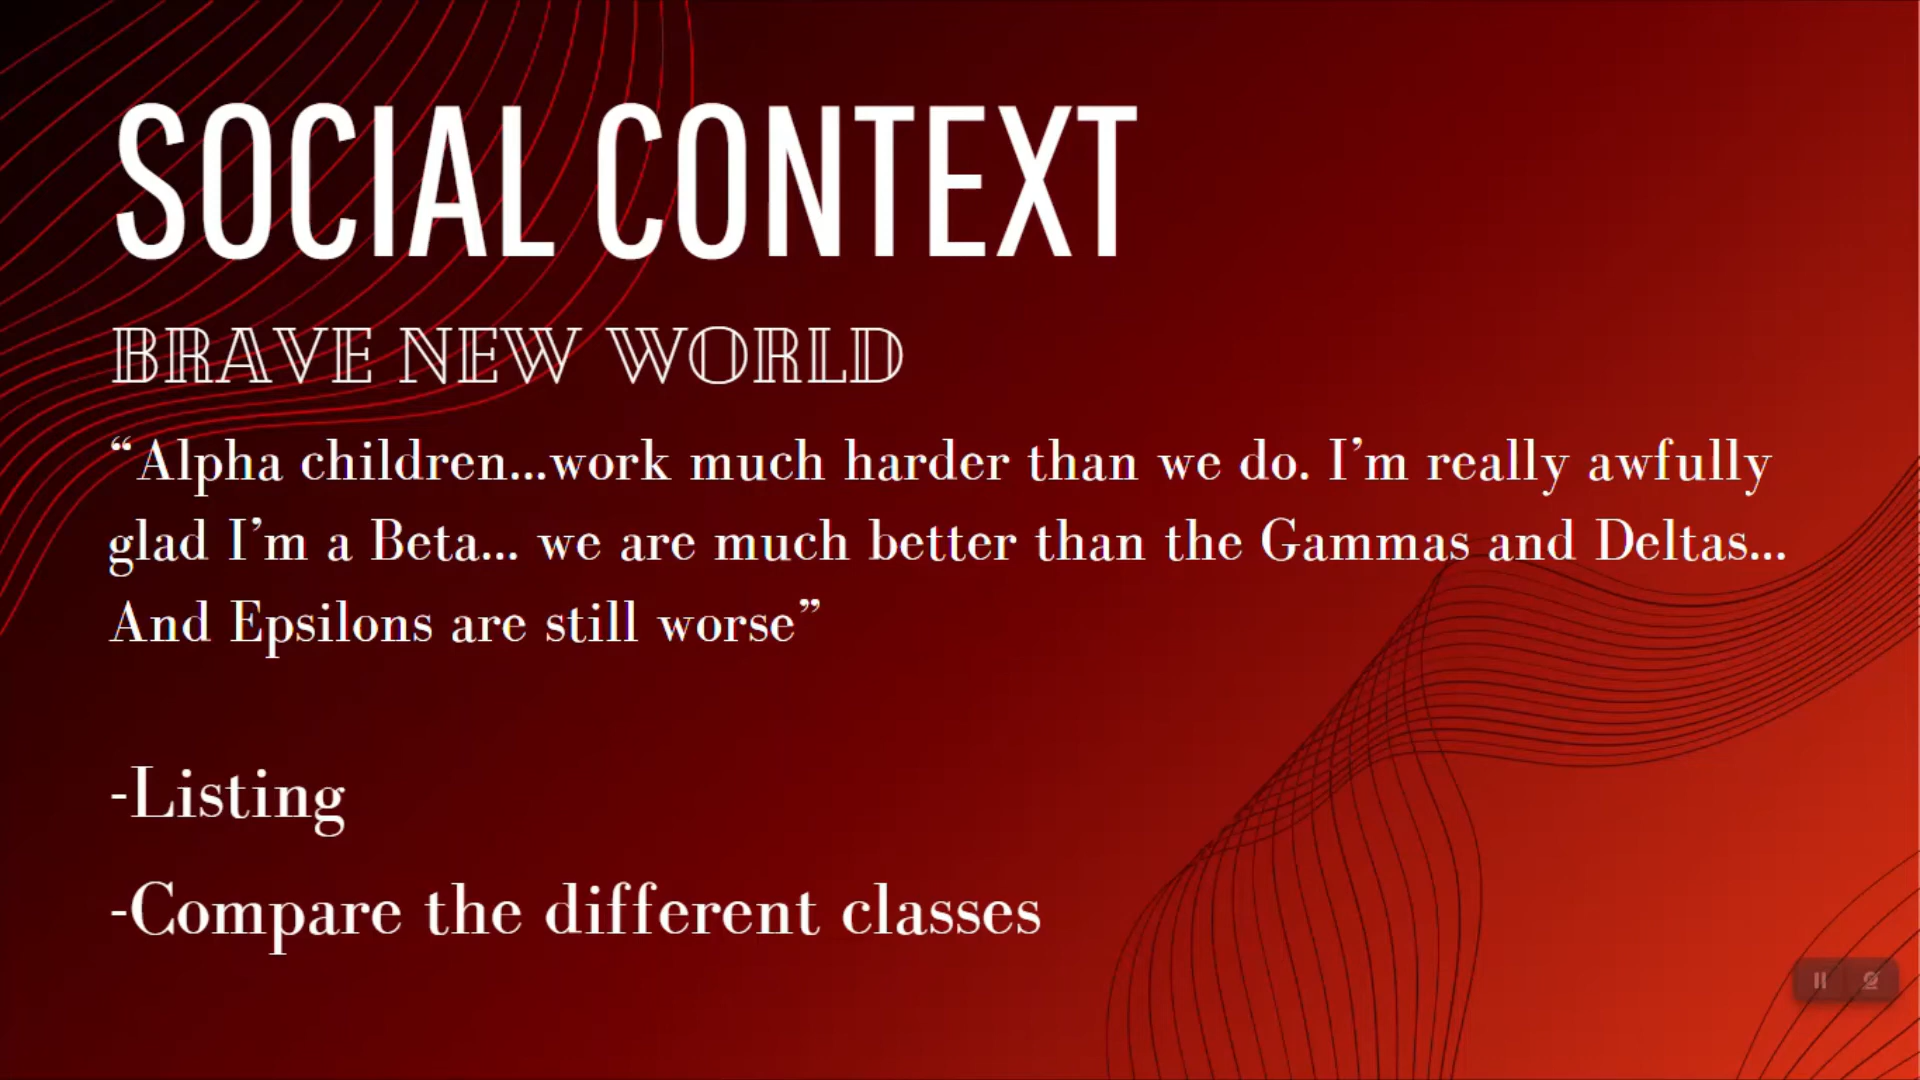 SOCIAL CONTEXT
BRAVE NEW WORLD
“Alpha children...work much harder than we do. I’m really awfully
glad I’m a Beta... we are much better than the Gammas and Deltas...
And Epsilons are still worse”
-Listing
-Compare the different classes